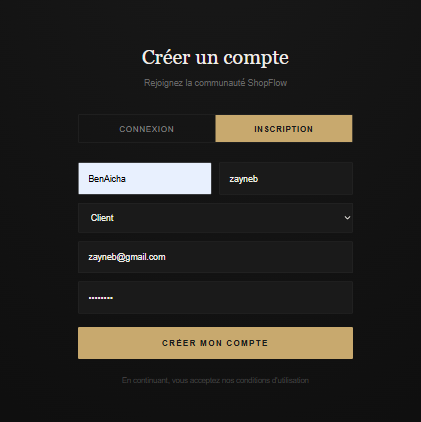 Créer un compte
Rejoignez la communauté ShopFlow
CONNEXION INSCRIPTION
BenAicha zayneb
Client
zayneb@gmail.com
••••••••
CRÉER MON COMPTE
En continuant, vous acceptez nos conditions d'utilisation